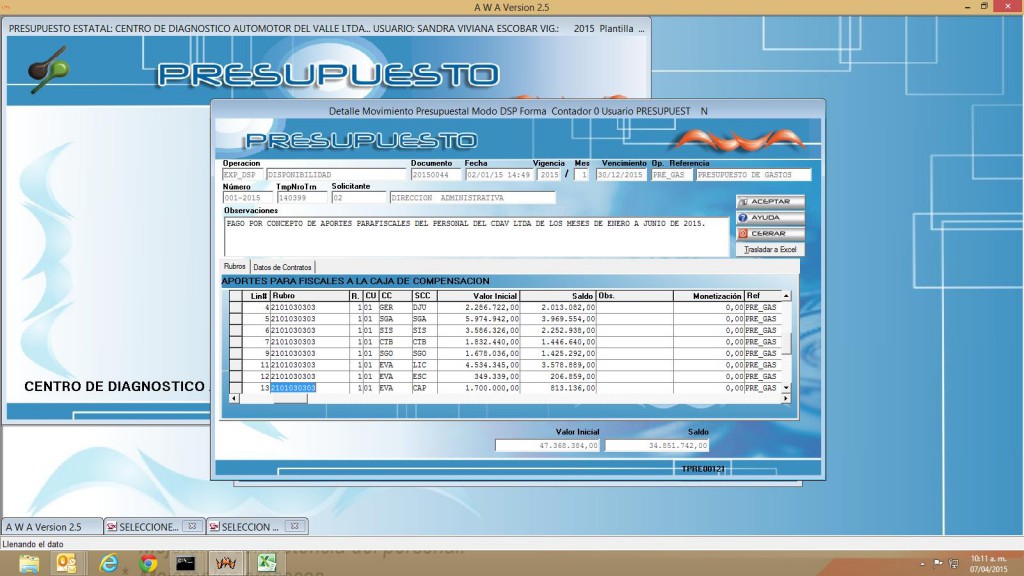 A W A Version 2.5
PRESUPUESTO ESTATAL: CENTRO DE DIAGNOSTICO AUTOMOTOR DEL VALLE LTDA... USUARIO: SANDRA VIVIANA ESCOBAR VIG.: 2015 Plantilla ...
PRESUPUESTO
Detalle Movimiento Presupuestal Modo DSP Forma Contador 0 Usuario PRESUPUEST N
PRESUPUESTO
Operacion Documento Fecha Vigencia Mes Vencimiento Op. Referencia
EXP_DSP DISPONIBILIDAD 20150044 02/01/15 14:49 2015 / 1 30/12/2015 PRE_GAS PRESUPUESTO DE GASTOS
Número TmpNroTrn Solicitante
001-2015 140399 02 DIRECCION ADMINISTRATIVA
Observaciones
PAGO POR CONCEPTO DE APORTES PARAFISCALES DEL PERSONAL DEL CDAV LTDA DE LOS MESES DE ENERO A JUNIO DE 2015.
ACEPTAR
AYUDA
CERRAR
Trasladar a Excel
Rubros Datos de Contratos
APORTES PARA FISCALES A LA CAJA DE COMPENSACION
Lin# Rubro R. CU CC SCC Valor Inicial Saldo Obs. Monetización Ref
4 2101030303 1 01 GER DJU 2.286.722,00 2.013.082,00 0,00 PRE_GAS
5 2101030303 1 01 SGA SGA 5.974.942,00 3.969.554,00 0,00 PRE_GAS
6 2101030303 1 01 SIS SIS 3.586.326,00 2.252.938,00 0,00 PRE_GAS
7 2101030303 1 01 CTB CTB 1.832.440,00 1.446.640,00 0,00 PRE_GAS
9 2101030303 1 01 SGO SGO 1.678.036,00 1.425.292,00 0,00 PRE_GAS
11 2101030303 1 01 EVA LIC 4.534.345,00 3.578.889,00 0,00 PRE_GAS
12 2101030303 1 01 EVA ESC 349.339,00 206.859,00 0,00 PRE_GAS
13 2101030303 1 01 EVA CAP 1.700.000,00 813.136,00 0,00 PRE_GAS
CENTRO DE DIAGNOSTICO
Valor Inicial Saldo
47.368.384,00 34.851.742,00
TPRE00121
A W A Version 2.5 SELECCIONE... SELECCION ...
Llenando el dato
10:11 a. m.
07/04/2015